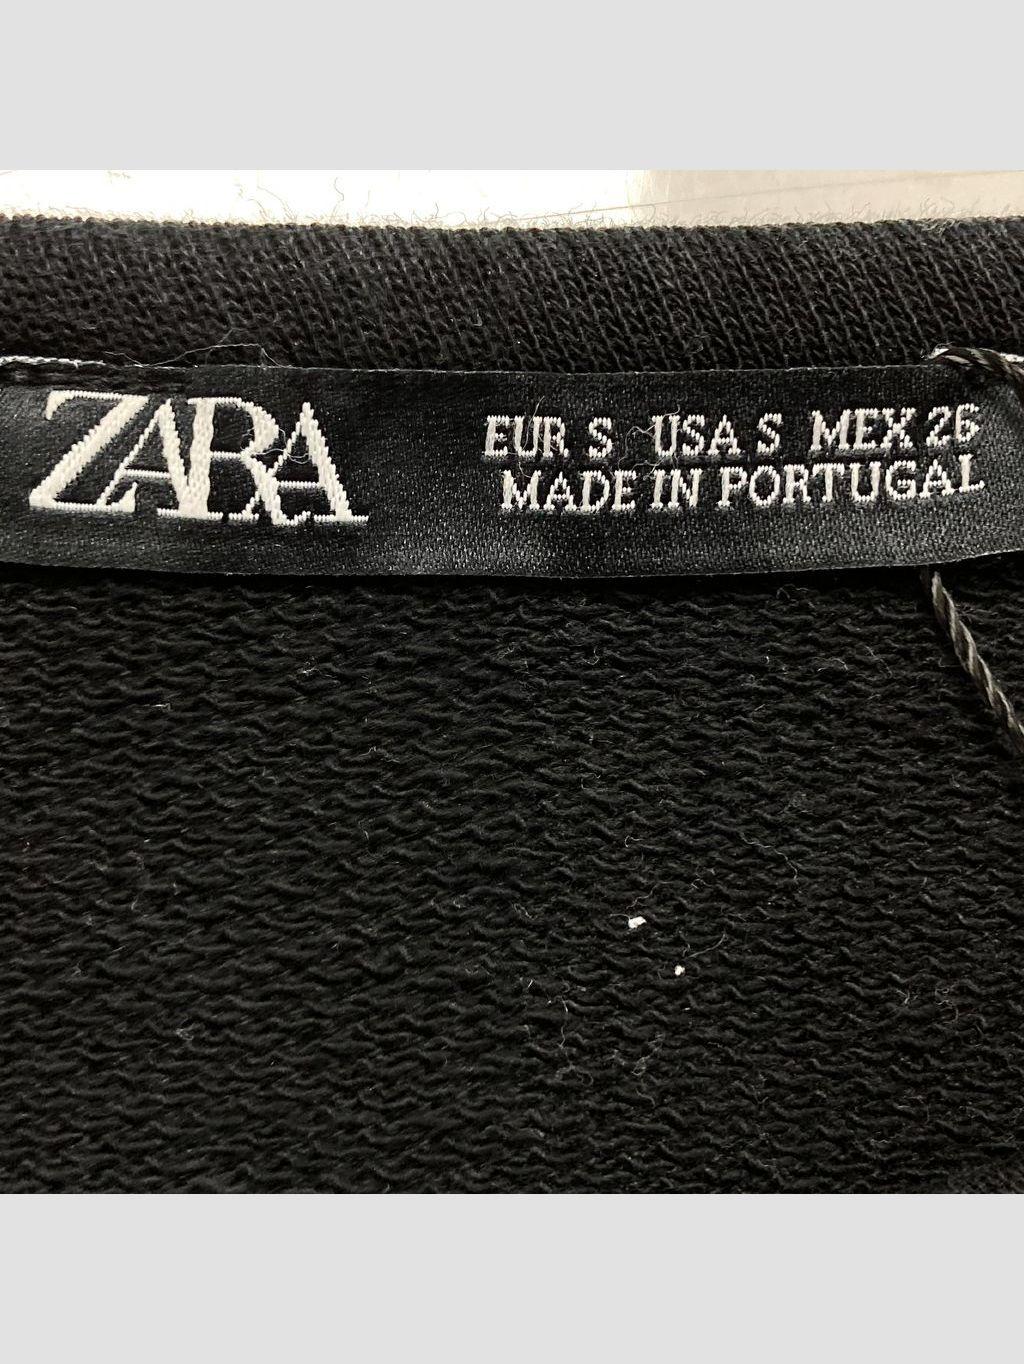 ZARA
EUR S USA S MEX 26
MADE IN PORTUGAL